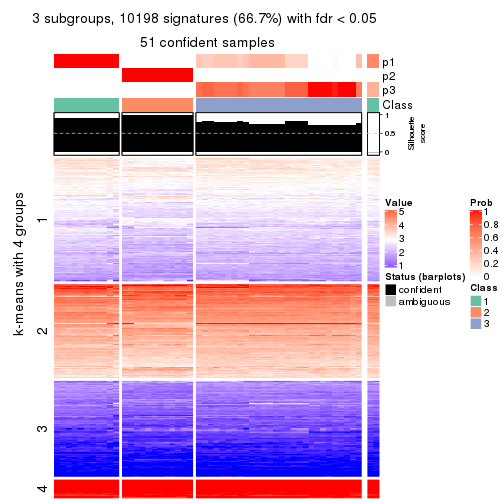 3 subgroups, 10198 signatures (66.7%) with fdr < 0.05
51 confident samples
p1
p2
p3
Class
1
0.5
0
Silhouette
score
k-means with 4 groups
1
2
3
4
Value
5
4
3
2
1
Status (barplots)
confident
ambiguous
Prob
1
0.8
0.6
0.4
0.2
0
Class
1
2
3